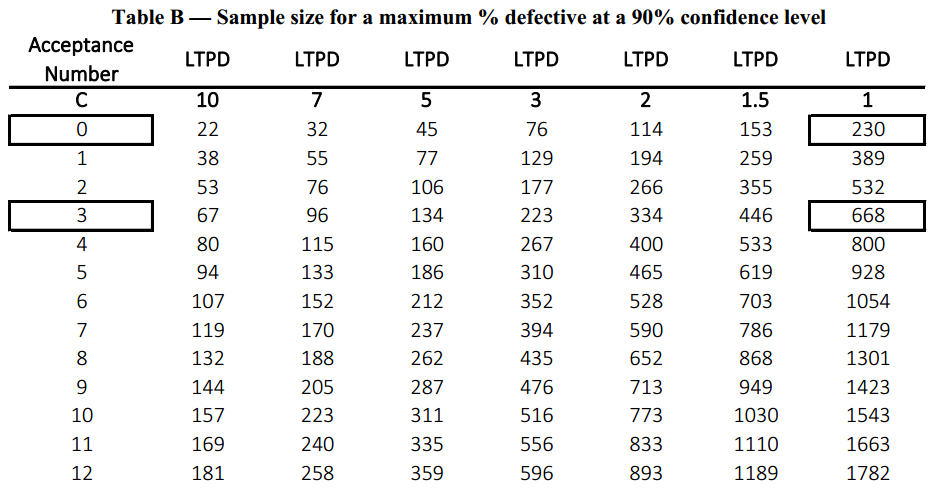 Table B — Sample size for a maximum % defective at a 90% confidence level
Acceptance Number LTPD LTPD LTPD LTPD LTPD LTPD LTPD
C 10 7 5 3 2 1.5 1
0 22 32 45 76 114 153 230
1 38 55 77 129 194 259 389
2 53 76 106 177 266 355 532
3 67 96 134 223 334 446 668
4 80 115 160 267 400 533 800
5 94 133 186 310 465 619 928
6 107 152 212 352 528 703 1054
7 119 170 237 394 590 786 1179
8 132 188 262 435 652 868 1301
9 144 205 287 476 713 949 1423
10 157 223 311 516 773 1030 1543
11 169 240 335 556 833 1110 1663
12 181 258 359 596 893 1189 1782